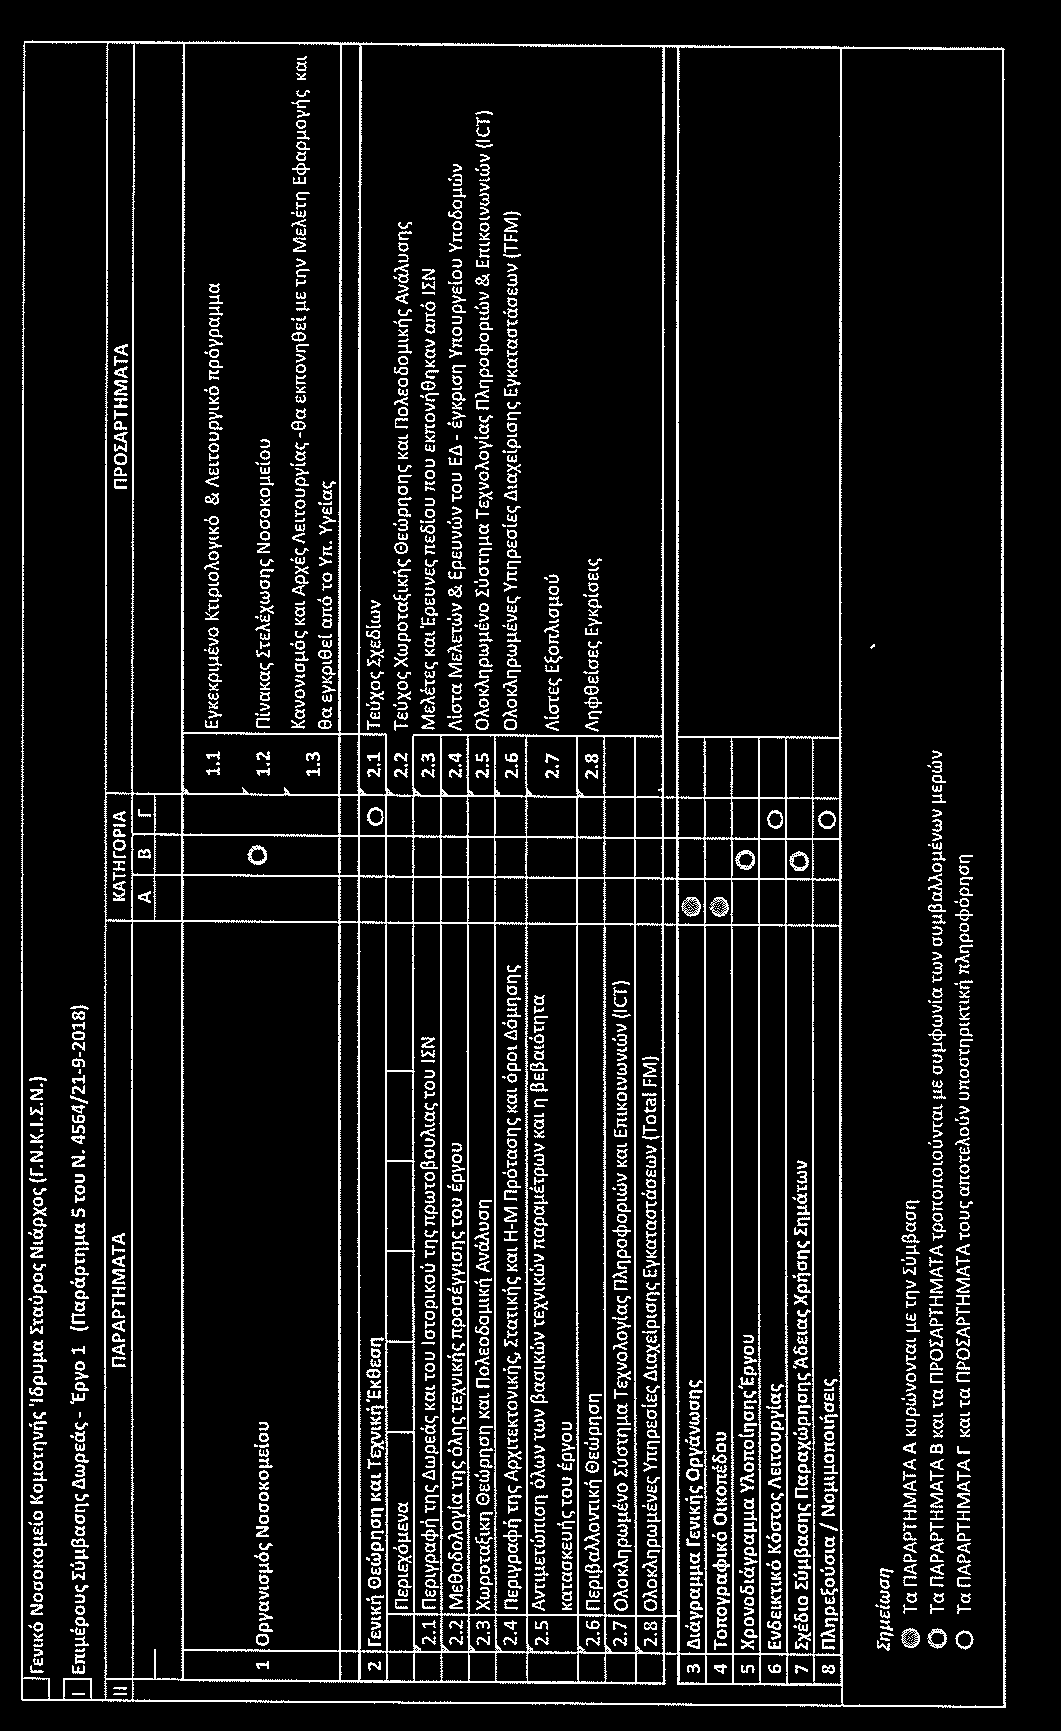 Γενικό Νοσοκομείο Κομοτηνής Ίδρυμα Σταύρος Νιάρχος (Γ.Ν.Κ.Ι.Σ.Ν.)
Ι Επιμέρους Σύμβασης Δωρεάς - Έργο 1 (Παράρτημα 5 του Ν. 4564/21-9-2018)
ΙΙ ΠΑΡΑΡΤΗΜΑΤΑ ΚΑΤΗΓΟΡΙΑ ΠΡΟΣΑΡΤΗΜΑΤΑ
Α Β Γ
1 Οργανισμός Νοσοκομείου
1.1 Εγκεκριμένο Κτιριολογικό & Λειτουργικό πρόγραμμα
1.2 Πίνακας Στελέχωσης Νοσοκομείου
1.3 Κανονισμός και Αρχές Λειτουργίας -θα εκπονηθεί με την Μελέτη Εφαρμογής και
θα εγκριθεί από το Υπ. Υγείας
2 Γενική Θεώρηση και Τεχνική Έκθεση 2.1 Τεύχος Σχεδίων
Περιεχόμενα 2.2 Τεύχος Χωροταξικής Θεώρησης και Πολεοδομικής Ανάλυσης
2.1 Περιγραφή της Δωρεάς και του Ιστορικού της πρωτοβουλιας του ΙΣΝ 2.3 Μελέτες και Έρευνες πεδίου που εκπονήθηκαν από ΙΣΝ
2.2 Μεθοδολογία της όλης τεχνικής προσέγγισης του έργου 2.4 Λίστα Μελετών & Ερευνών του ΕΔ - έγκριση Υπουργείου Υποδομών
2.3 Χωροταξικη Θεώρηση και Πολεοδομική Ανάλυση 2.5 Ολοκληρωμένο Σύστημα Τεχνολογίας Πληροφοριών & Επικοινωνιών (ICT)
2.4 Περιγραφή της Αρχιτεκτονικής, Στατικής και Η-Μ Πρότασης και όροι Δόμησης 2.6 Ολοκληρωμένες Υπηρεσίες Διαχείρισης Εγκαταστάσεων (TFM)
2.5 Αντιμετώπιση όλων των βασικών τεχνικών παραμέτρων και η βεβαιότητα
κατασκευής του έργου 2.7 Λίστες Εξοπλισμού
2.6 Περιβαλλοντική Θεώρηση 2.8 Ληφθείσες Εγκρίσεις
2.7 Ολοκληρωμένο Σύστημα Τεχνολογίας Πληροφοριών και Επικοινωνιών (ICT)
2.8 Ολοκληρωμένες Υπηρεσίες Διαχείρισης Εγκαταστάσεων (Total FM)
3 Διάγραμμα Γενικής Οργάνωσης
4 Τοπογραφικό Οικοπέδου
5 Χρονοδιάγραμμα Υλοποίησης Έργου
6 Ενδεικτικό Κόστος Λειτουργίας
7 Σχέδιο Σύμβασης Παραχώρησης Άδειας Χρήσης Σημάτων
8 Πληρεξούσια / Νομιμοποιήσεις
Σημείωση
Τα ΠΑΡΑΡΤΗΜΑΤΑ Α κυρώνονται με την Σύμβαση
Τα ΠΑΡΑΡΤΗΜΑΤΑ Β και τα ΠΡΟΣΑΡΤΗΜΑΤΑ τροποποιούνται με συμφωνία των συμβαλλομένων μερών
Τα ΠΑΡΑΡΤΗΜΑΤΑ Γ και τα ΠΡΟΣΑΡΤΗΜΑΤΑ τους αποτελούν υποστηρικτική πληροφόρηση